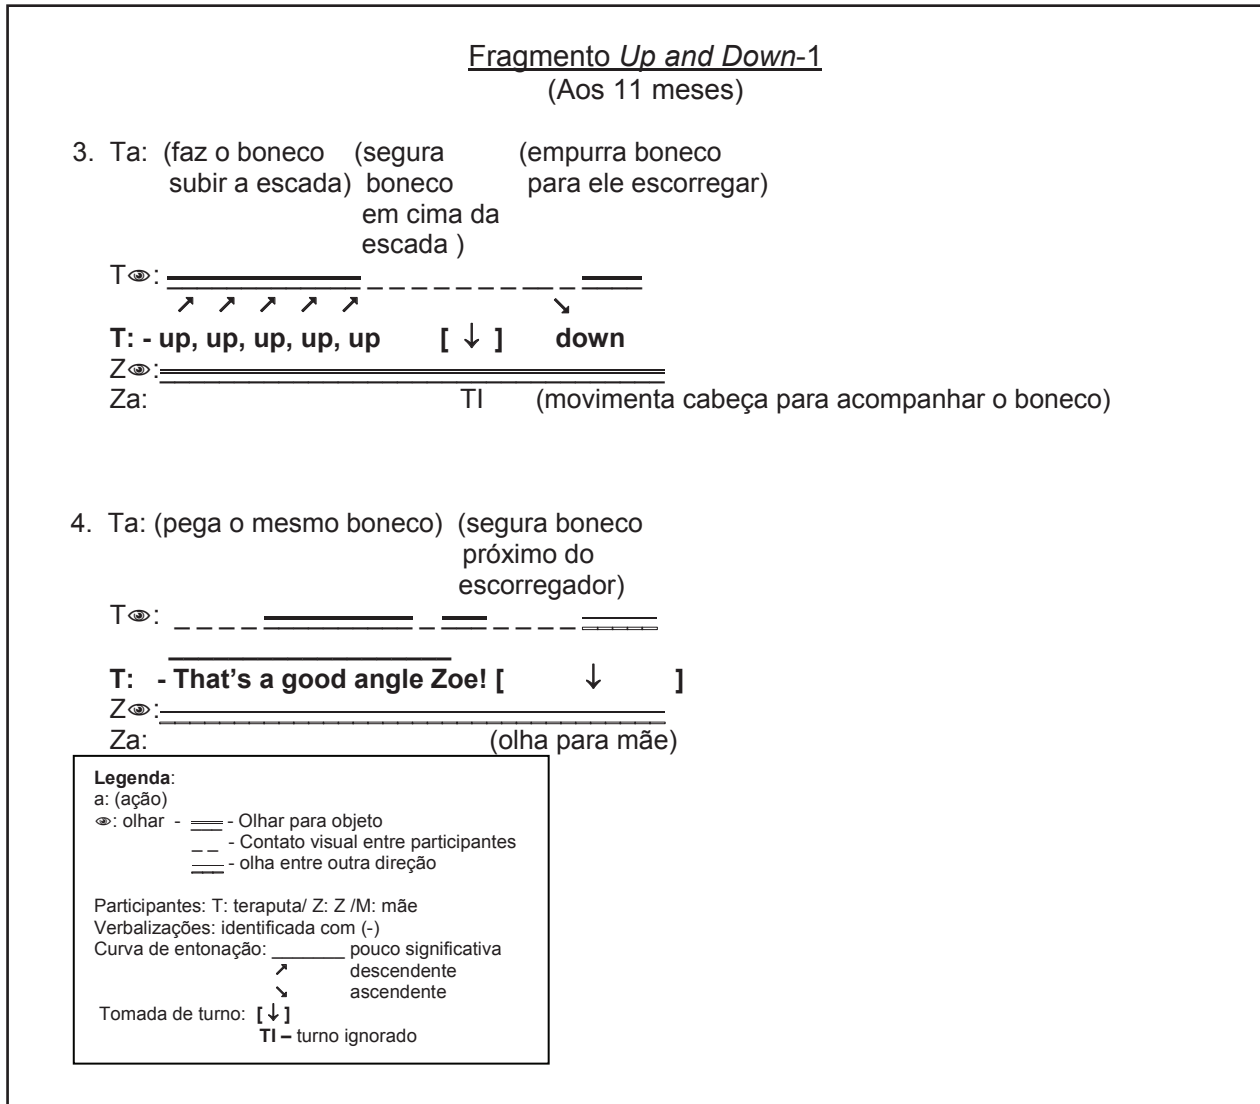 Fragmento Up and Down-1
(Aos 11 meses)
3. Ta: (faz o boneco (segura (empurra boneco
subir a escada) boneco para ele escorregar)
em cima da
escada )
T👁:
↗ ↗ ↗ ↗ ↗ ↘
T: - up, up, up, up, up [ ↓ ] down
Z👁:
Za: TI (movimenta cabeça para acompanhar o boneco)
4. Ta: (pega o mesmo boneco) (segura boneco
próximo do
escorregador)
T👁:
T: - That's a good angle Zoe! [ ↓ ]
Z👁:
Za: (olha para mãe)
Legenda:
a: (ação)
👁: olhar - ___ - Olhar para objeto
_ _ - Contato visual entre participantes
___ - olha entre outra direção
Participantes: T: teraputa/ Z: Z /M: mãe
Verbalizações: identificada com (-)
Curva de entonação: _______ pouco significativa
↗ descendente
↘ ascendente
Tomada de turno: [ ↓ ]
TI – turno ignorado